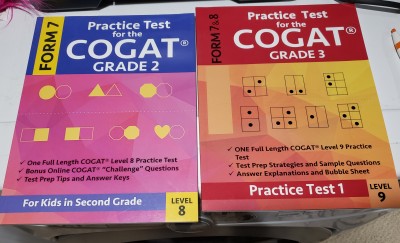 FORM 7
Practice Test
for the
COGAT®
GRADE 2
✓ One Full Length COGAT® Level 8 Practice Test
✓ Bonus Online COGAT® "Challenge" Questions
✓ Test Prep Tips and Answer Keys
For Kids in Second Grade
LEVEL
8
FORM 7 & 8
Practice Test
for the
COGAT®
GRADE 3
✓ ONE Full Length COGAT® Level 9 Practice
Test
✓ Test Prep Strategies and Sample Questions
✓ Answer Explanations and Bubble Sheet
Practice Test 1
LEVEL
9